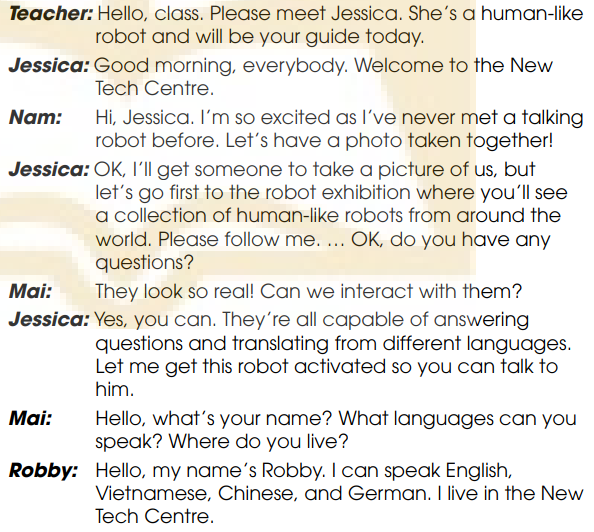 Teacher: Hello, class. Please meet Jessica. She's a human-like
robot and will be your guide today.
Jessica: Good morning, everybody. Welcome to the New
Tech Centre.
Nam: Hi, Jessica. I'm so excited as I've never met a talking
robot before. Let's have a photo taken together!
Jessica: OK, I'll get someone to take a picture of us, but
let's go first to the robot exhibition where you'll see
a collection of human-like robots from around the
world. Please follow me. … OK, do you have any
questions?
Mai: They look so real! Can we interact with them?
Jessica: Yes, you can. They're all capable of answering
questions and translating from different languages.
Let me get this robot activated so you can talk to
him.
Mai: Hello, what's your name? What languages can you
speak? Where do you live?
Robby: Hello, my name's Robby. I can speak English,
Vietnamese, Chinese, and German. I live in the New
Tech Centre.